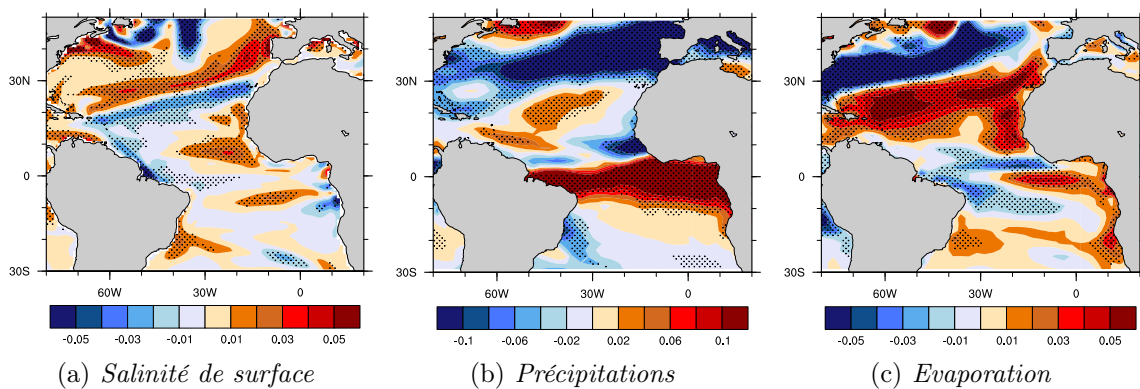 30N
0
30S
60W 30W 0
-0.05 -0.03 -0.01 0.01 0.03 0.05
(a) Salinité de surface
30N
0
30S
60W 30W 0
-0.1 -0.06 -0.02 0.02 0.06 0.1
(b) Précipitations
30N
0
30S
60W 30W 0
-0.05 -0.03 -0.01 0.01 0.03 0.05
(c) Evaporation